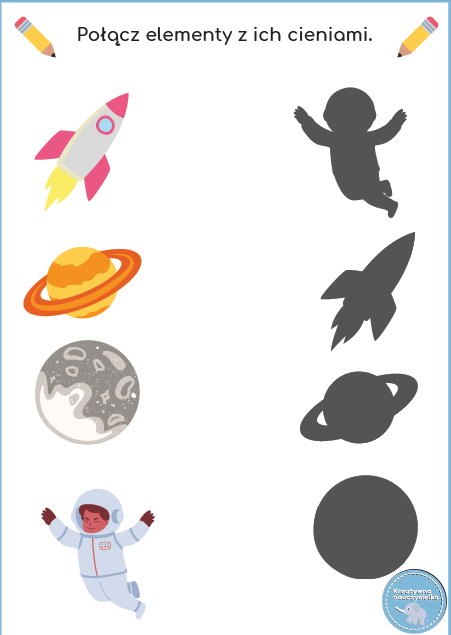 Połącz elementy z ich cieniami.
Kreatywna
nauczycielka